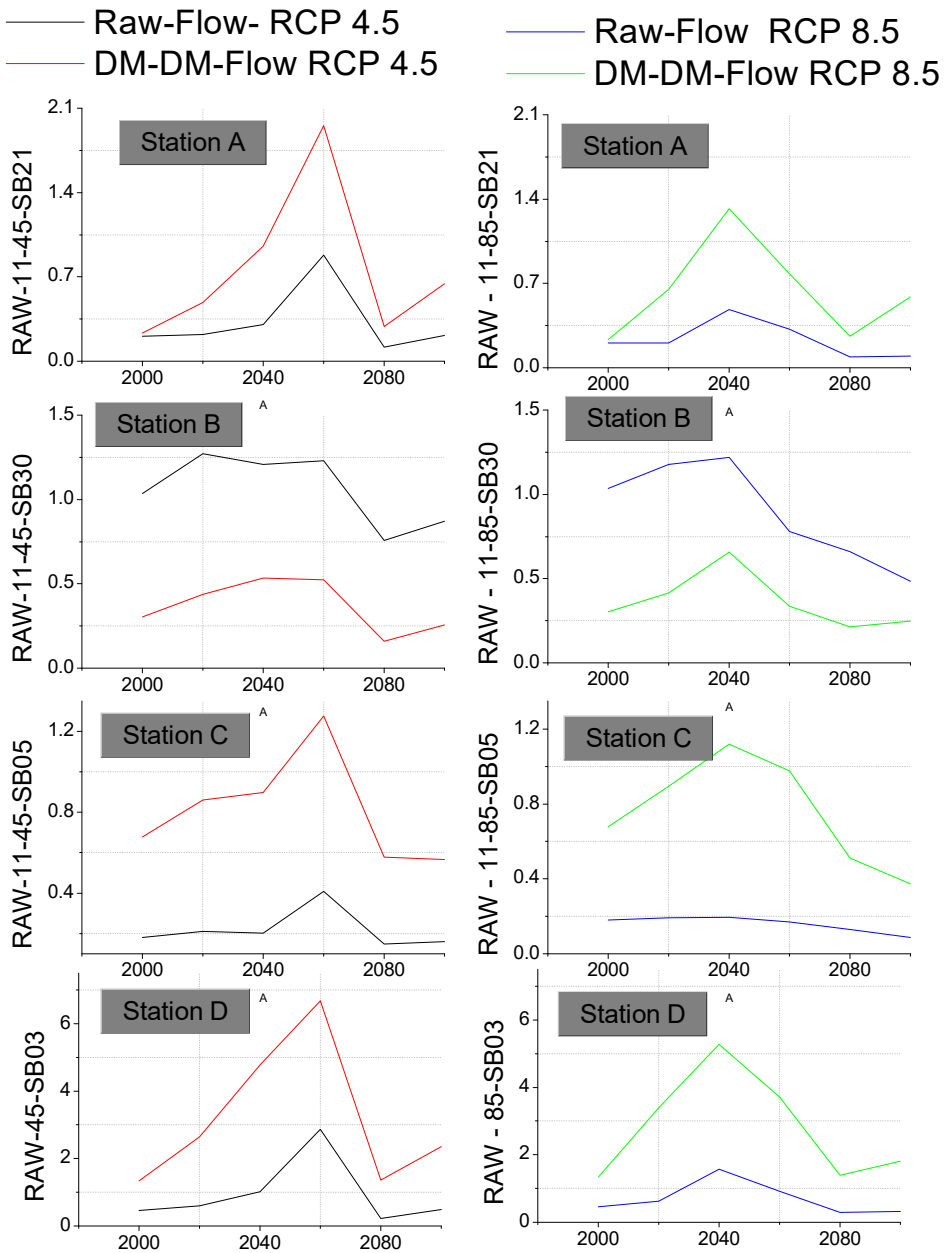 Raw-Flow- RCP 4.5
DM-DM-Flow RCP 4.5
Raw-Flow RCP 8.5
DM-DM-Flow RCP 8.5
Station A
RAW-11-45-SB21
2.1
1.4
0.7
0.0
2000
2040
2080
A
Station A
RAW - 11-85-SB21
2.1
1.4
0.7
0.0
2000
2040
2080
A
Station B
RAW-11-45-SB30
1.5
1.0
0.5
0.0
2000
2040
2080
A
Station B
RAW - 11-85-SB30
1.5
1.0
0.5
0.0
2000
2040
2080
A
Station C
RAW-11-45-SB05
1.2
0.8
0.4
2000
2040
2080
A
Station C
RAW - 11-85-SB05
1.2
0.8
0.4
0.0
2000
2040
2080
A
Station D
RAW-45-SB03
6
4
2
0
2000
2040
2080
Station D
RAW - 85-SB03
6
4
2
0
2000
2040
2080